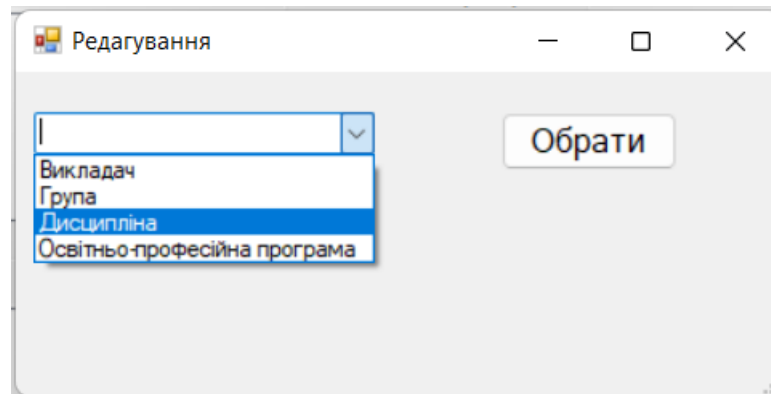 Редагування
Обрати
Викладач
Група
Дисципліна
Освітньо-професійна програма